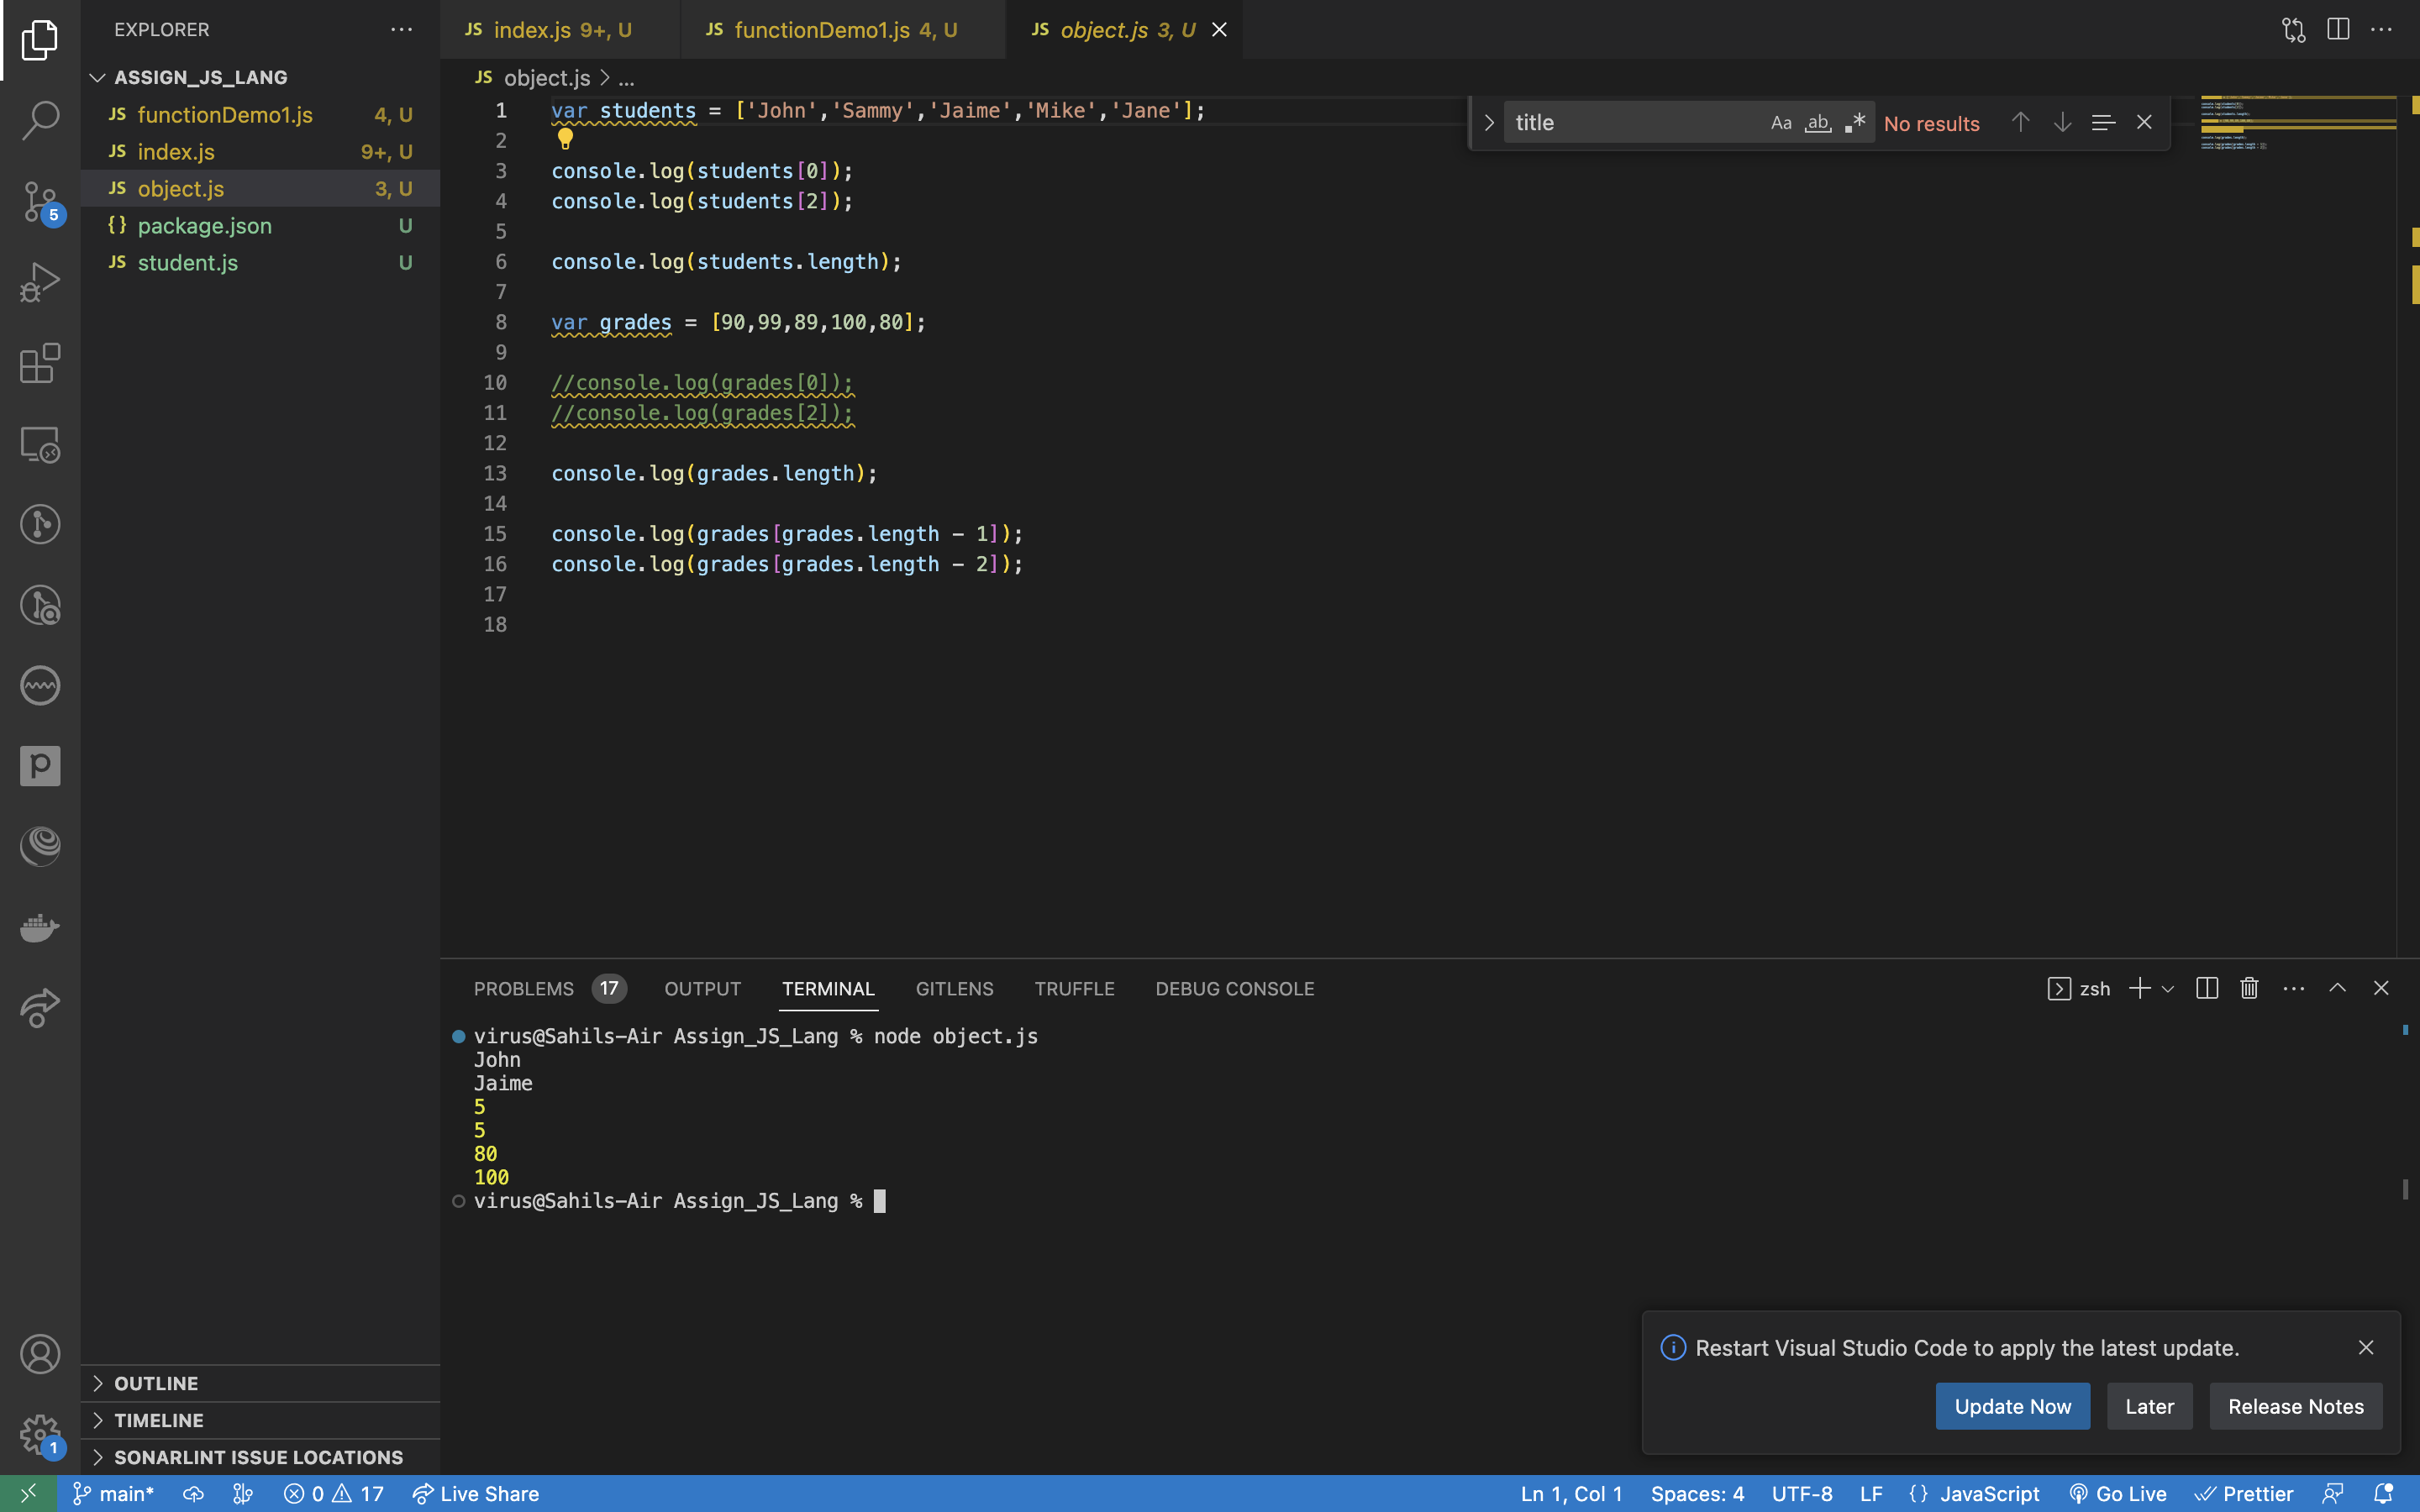 EXPLORER
ASSIGN_JS_LANG
JS functionDemo1.js 4, U
JS index.js 9+, U
JS object.js 3, U
{} package.json U
JS student.js U
5
1
OUTLINE
TIMELINE
SONARLINT ISSUE LOCATIONS
JS index.js 9+, U
JS functionDemo1.js 4, U
JS object.js 3, U
JS object.js > ...
title
Aa ab .* No results
1 var students = ['John','Sammy','Jaime','Mike','Jane'];
2
3 console.log(students[0]);
4 console.log(students[2]);
5
6 console.log(students.length);
7
8 var grades = [90,99,89,100,80];
9
10 //console.log(grades[0]);
11 //console.log(grades[2]);
12
13 console.log(grades.length);
14
15 console.log(grades[grades.length - 1]);
16 console.log(grades[grades.length - 2]);
17
18
PROBLEMS 17 OUTPUT TERMINAL GITLENS TRUFFLE DEBUG CONSOLE
zsh
virus@Sahils-Air Assign_JS_Lang % node object.js
John
Jaime
5
5
80
100
virus@Sahils-Air Assign_JS_Lang %
Restart Visual Studio Code to apply the latest update.
Update Now Later Release Notes
main* 0 17 Live Share
Ln 1, Col 1 Spaces: 4 UTF-8 LF {} JavaScript Go Live Prettier